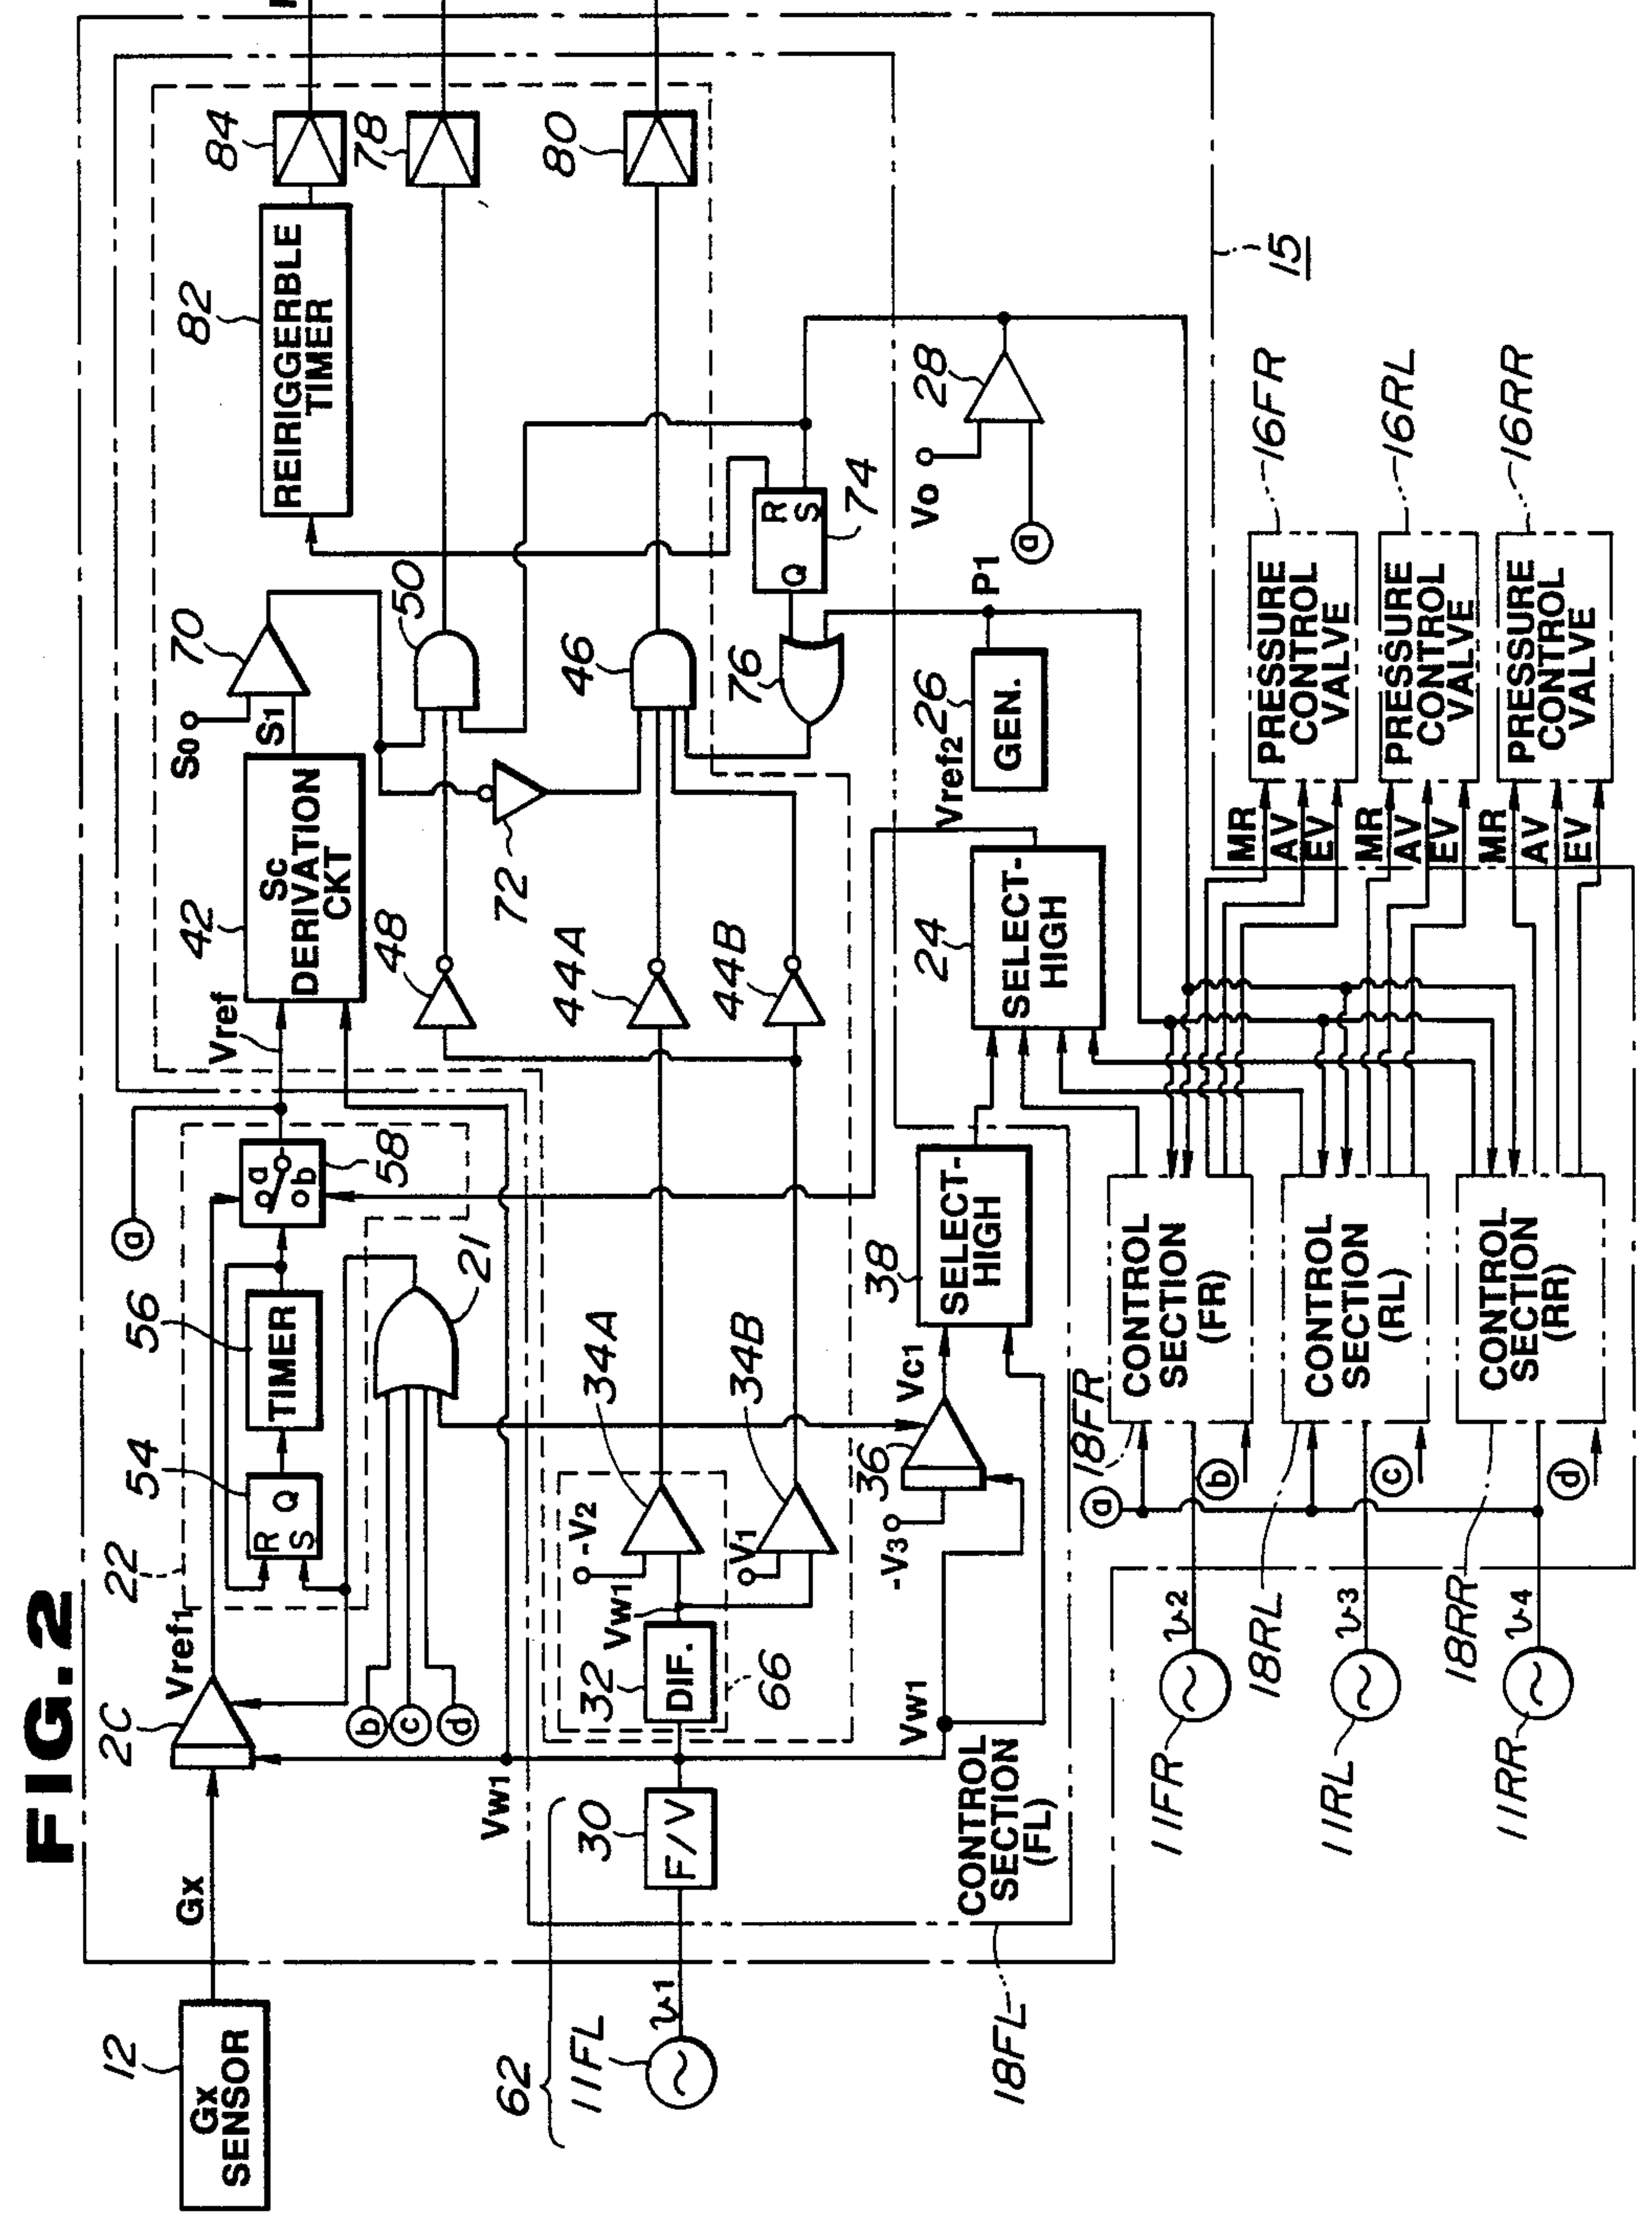 FIG.2
12
Gx
SENSOR
Gx
2C
Vref1
22
54
R
S
Q
56
TIMER
a
b
58
a
Vref
42
Sc
DERIVATION
CKT
So
S1
70
82
REIRIGGERBLE
TIMER
84
b
c
d
21
Vw1
48
72
50
78
62
11FL
v1
30
F/V
32
DIF.
66
Vw1
-V2
34A
V1
34B
44A
44B
46
76
80
R
S
Q
74
Vw1
CONTROL
SECTION
(FL)
18FL
-V3
36
Vc1
38
SELECT-
HIGH
24
SELECT-
HIGH
Vref2
26
GEN.
P1
Vo
a
28
15
a
18FR
11FR
v2
b
CONTROL
SECTION
(FR)
MR
AV
EV
PRESSURE
CONTROL
VALVE
16FR
18RL
11RL
v3
c
CONTROL
SECTION
(RL)
MR
AV
EV
PRESSURE
CONTROL
VALVE
16RL
18RR
11RR
v4
d
CONTROL
SECTION
(RR)
MR
AV
EV
PRESSURE
CONTROL
VALVE
16RR